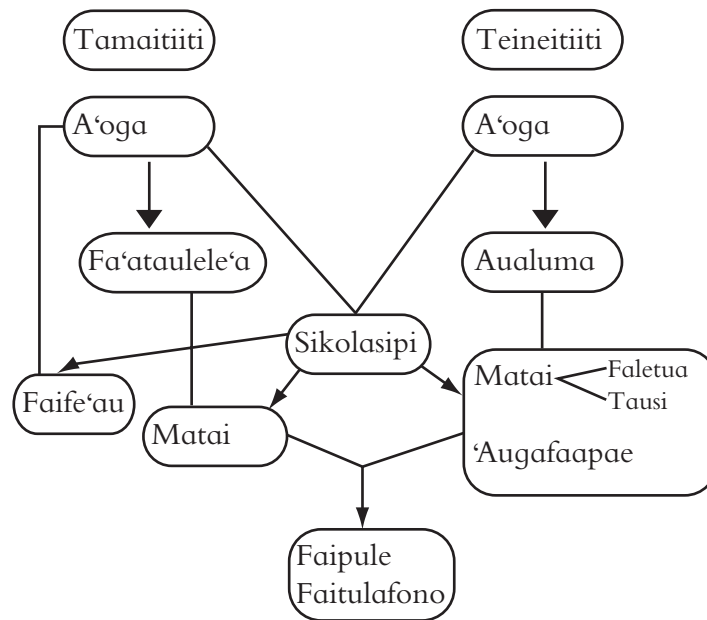 Tamaitiiti
Teineitiiti
A‘oga
A‘oga
Fa‘ataulele‘a
Aualuma
Sikolasipi
Faife‘au
Matai
Matai
Faletua
Tausi
‘Augafaapae
Faipule
Faitulafono